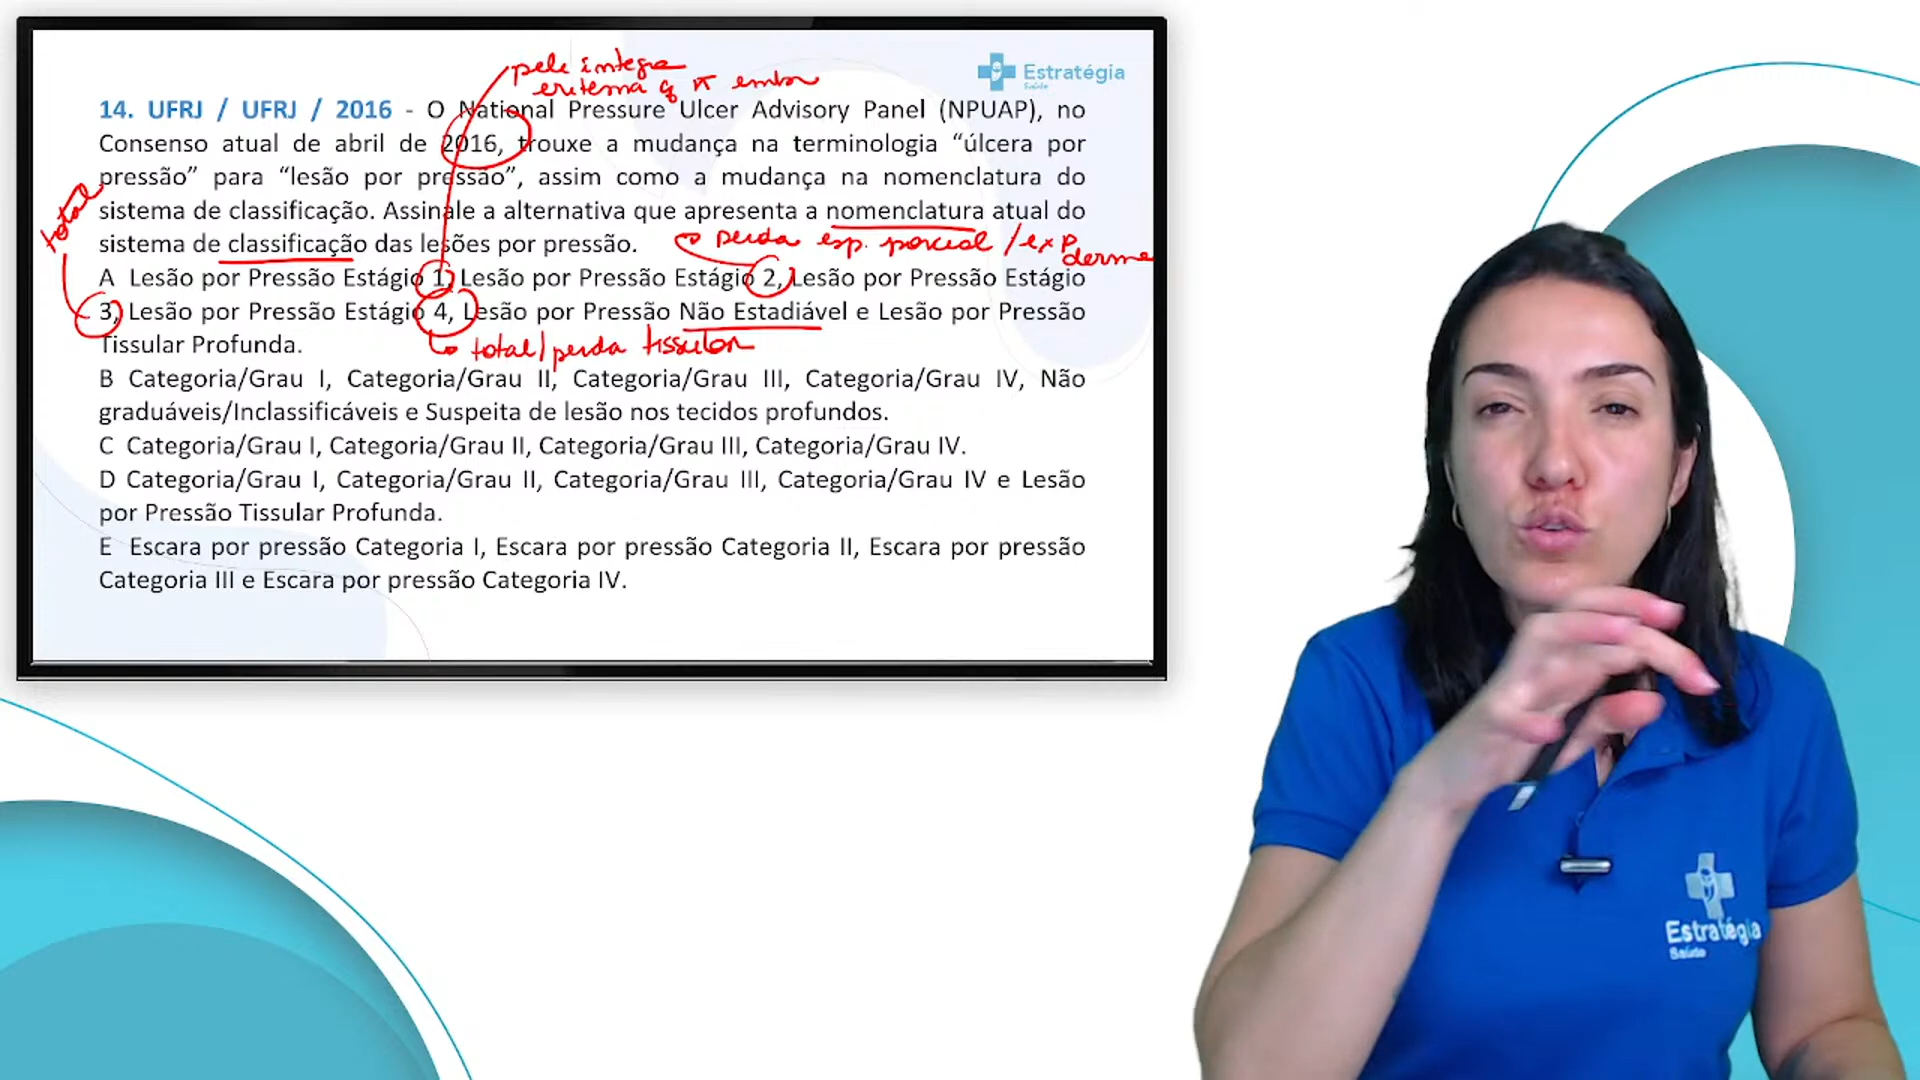 pele íntegra
eritema q ñ embr
Estratégia
Saúde
14. UFRJ / UFRJ / 2016 - O National Pressure Ulcer Advisory Panel (NPUAP), no
Consenso atual de abril de 2016, trouxe a mudança na terminologia “úlcera por
pressão” para “lesão por pressão”, assim como a mudança na nomenclatura do
total
sistema de classificação. Assinale a alternativa que apresenta a nomenclatura atual do
sistema de classificação das lesões por pressão.
perda esp. parcial / exp derme
A Lesão por Pressão Estágio 1, Lesão por Pressão Estágio 2, Lesão por Pressão Estágio
3, Lesão por Pressão Estágio 4, Lesão por Pressão Não Estadiável e Lesão por Pressão
Tissular Profunda.
total/perda tissular
B Categoria/Grau I, Categoria/Grau II, Categoria/Grau III, Categoria/Grau IV, Não
graduáveis/Inclassificáveis e Suspeita de lesão nos tecidos profundos.
C Categoria/Grau I, Categoria/Grau II, Categoria/Grau III, Categoria/Grau IV.
D Categoria/Grau I, Categoria/Grau II, Categoria/Grau III, Categoria/Grau IV e Lesão
por Pressão Tissular Profunda.
E Escara por pressão Categoria I, Escara por pressão Categoria II, Escara por pressão
Categoria III e Escara por pressão Categoria IV.
Estratégia
Saúde